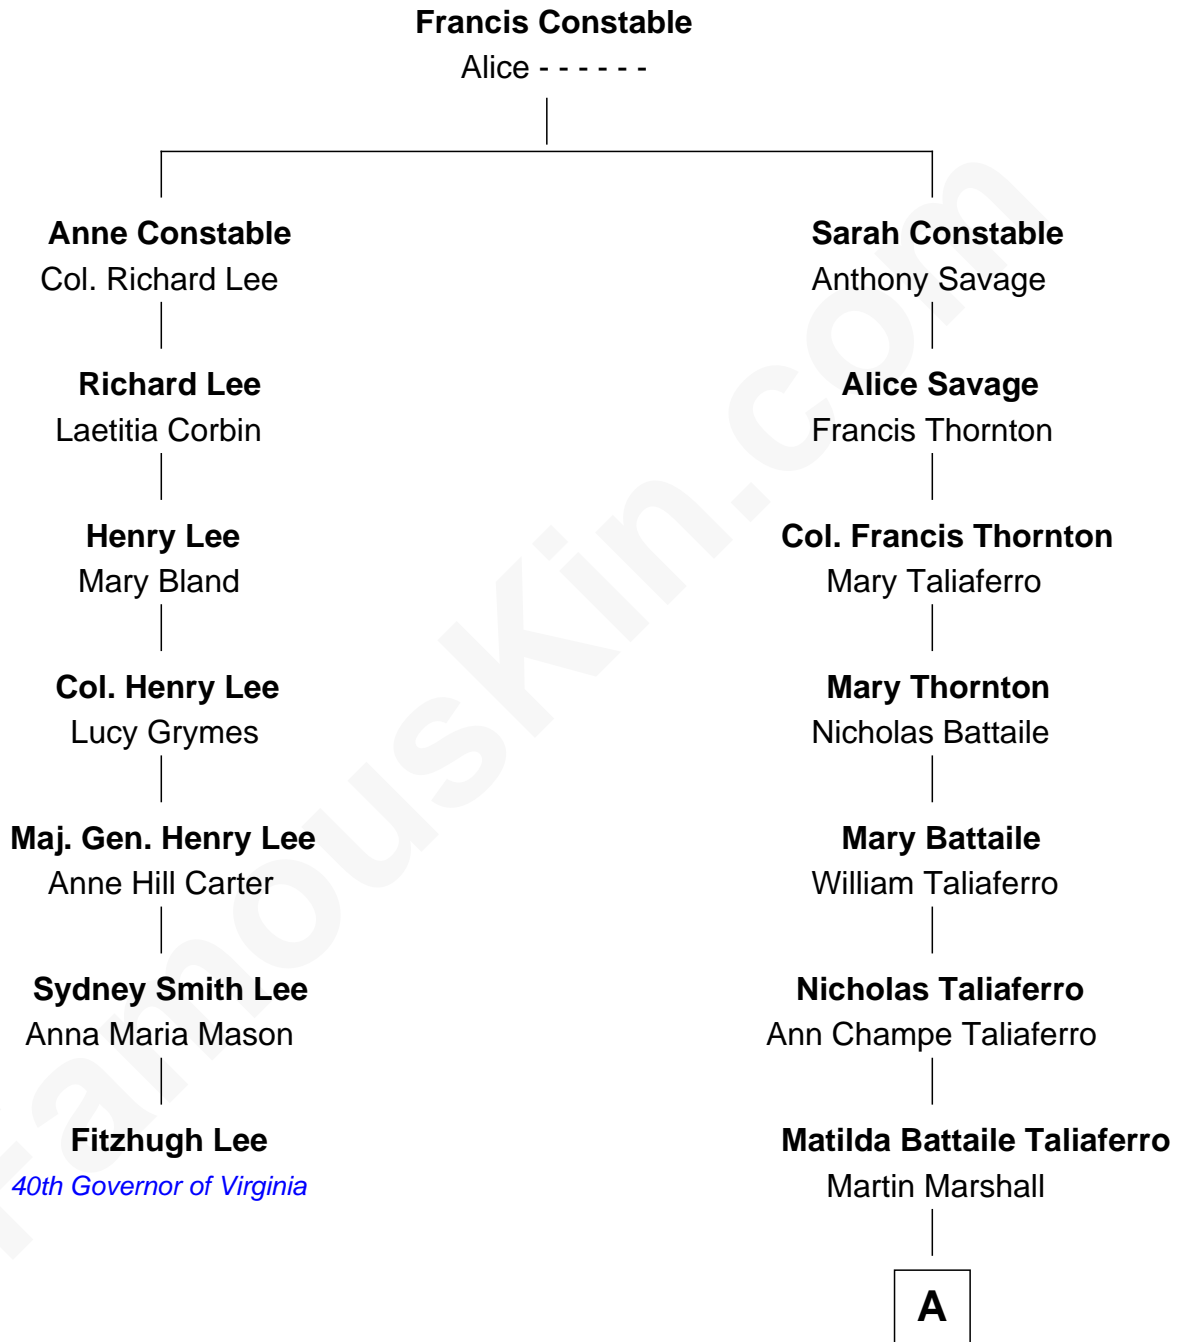 Francis Constable
Alice - - - - - -
Anne Constable
Col. Richard Lee
Sarah Constable
Anthony Savage
Richard Lee
Laetitia Corbin
Alice Savage
Francis Thornton
Henry Lee
Mary Bland
Col. Francis Thornton
Mary Taliaferro
Col. Henry Lee
Lucy Grymes
Mary Thornton
Nicholas Battaile
Maj. Gen. Henry Lee
Anne Hill Carter
Mary Battaile
William Taliaferro
Sydney Smith Lee
Anna Maria Mason
Nicholas Taliaferro
Ann Champe Taliaferro
Fitzhugh Lee
40th Governor of Virginia
Matilda Battaile Taliaferro
Martin Marshall
A
FamousKin.com